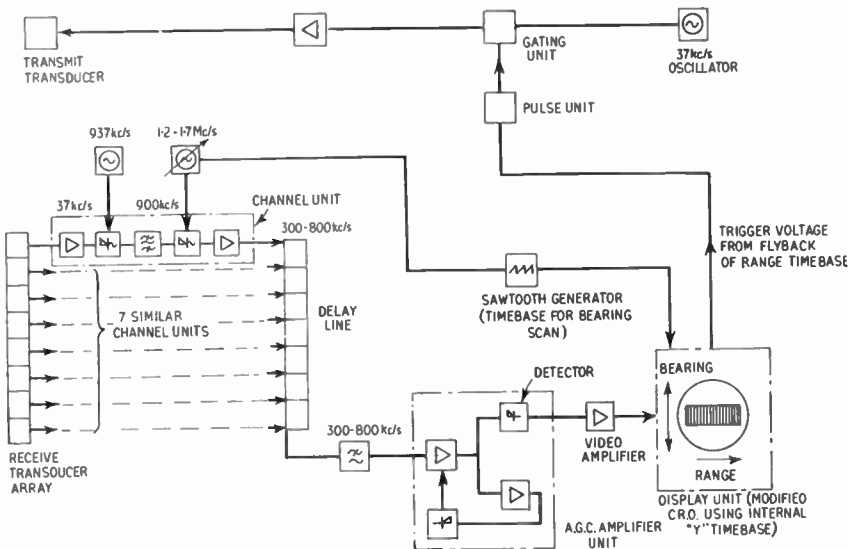 TRANSMIT
TRANSDUCER
GATING
UNIT
37kc/s
OSCILLATOR
PULSE UNIT
937kc/s
1·2-1·7Mc/s
CHANNEL UNIT
37kc/s
900kc/s
300-800kc/s
TRIGGER VOLTAGE
FROM FLYBACK
OF RANGE TIMEBASE
7 SIMILAR
CHANNEL UNITS
DELAY
LINE
SAWTOOTH GENERATOR
(TIMEBASE FOR BEARING
SCAN)
DETECTOR
BEARING
300-800kc/s
VIDEO
AMPLIFIER
RANGE
RECEIVE
TRANSOUCER
ARRAY
A.G.C. AMPLIFIER
UNIT
DISPLAY UNIT (MODIFIED
C.R.O. USING INTERNAL
"Y" TIMEBASE)